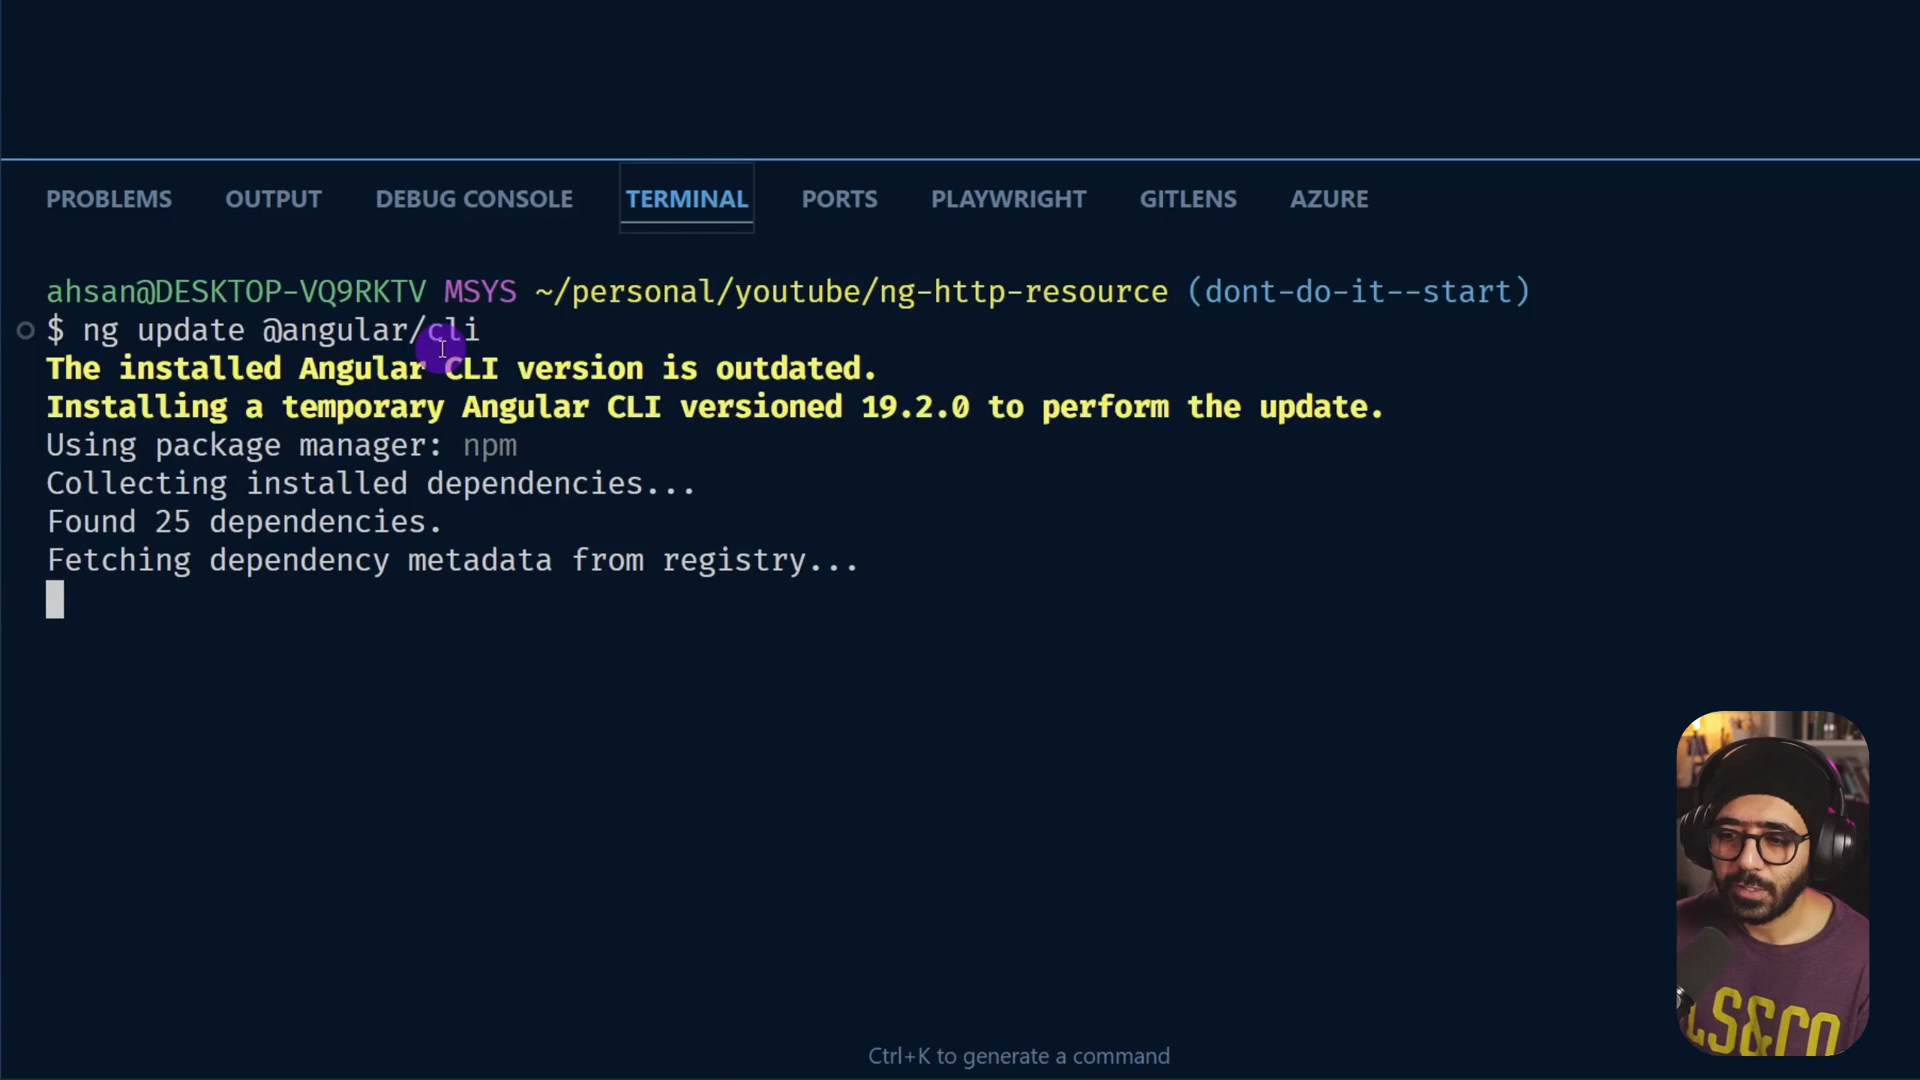 PROBLEMS OUTPUT DEBUG CONSOLE TERMINAL PORTS PLAYWRIGHT GITLENS AZURE
ahsan@DESKTOP-VQ9RKTV MSYS ~/personal/youtube/ng-http-resource (dont-do-it--start)
$ ng update @angular/cli
The installed Angular CLI version is outdated.
Installing a temporary Angular CLI versioned 19.2.0 to perform the update.
Using package manager: npm
Collecting installed dependencies...
Found 25 dependencies.
Fetching dependency metadata from registry...
LS&CO
Ctrl+K to generate a command